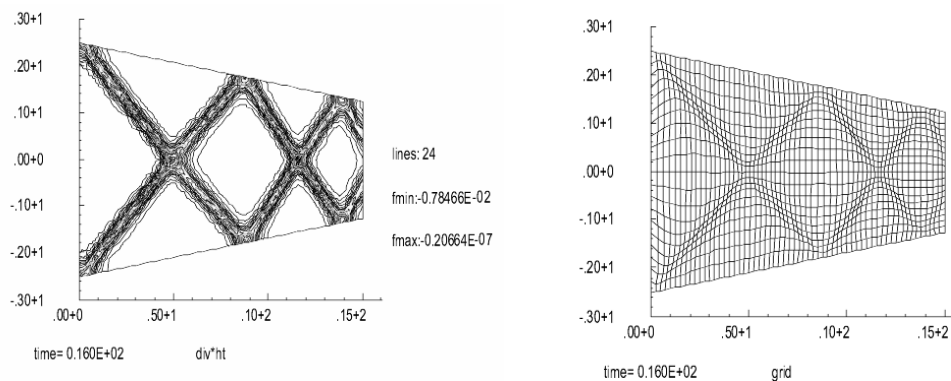 .30+1
.20+1
.10+1
.00+0
-.10+1
-.20+1
-.30+1
.00+0 .50+1 .10+2 .15+2
time= 0.160E+02 div*ht
lines: 24
fmin:-0.78466E-02
fmax:-0.20664E-07
.30+1
.20+1
.10+1
.00+0
-.10+1
-.20+1
-.30+1
.00+0 .50+1 .10+2 .15+2
time= 0.160E+02 grid